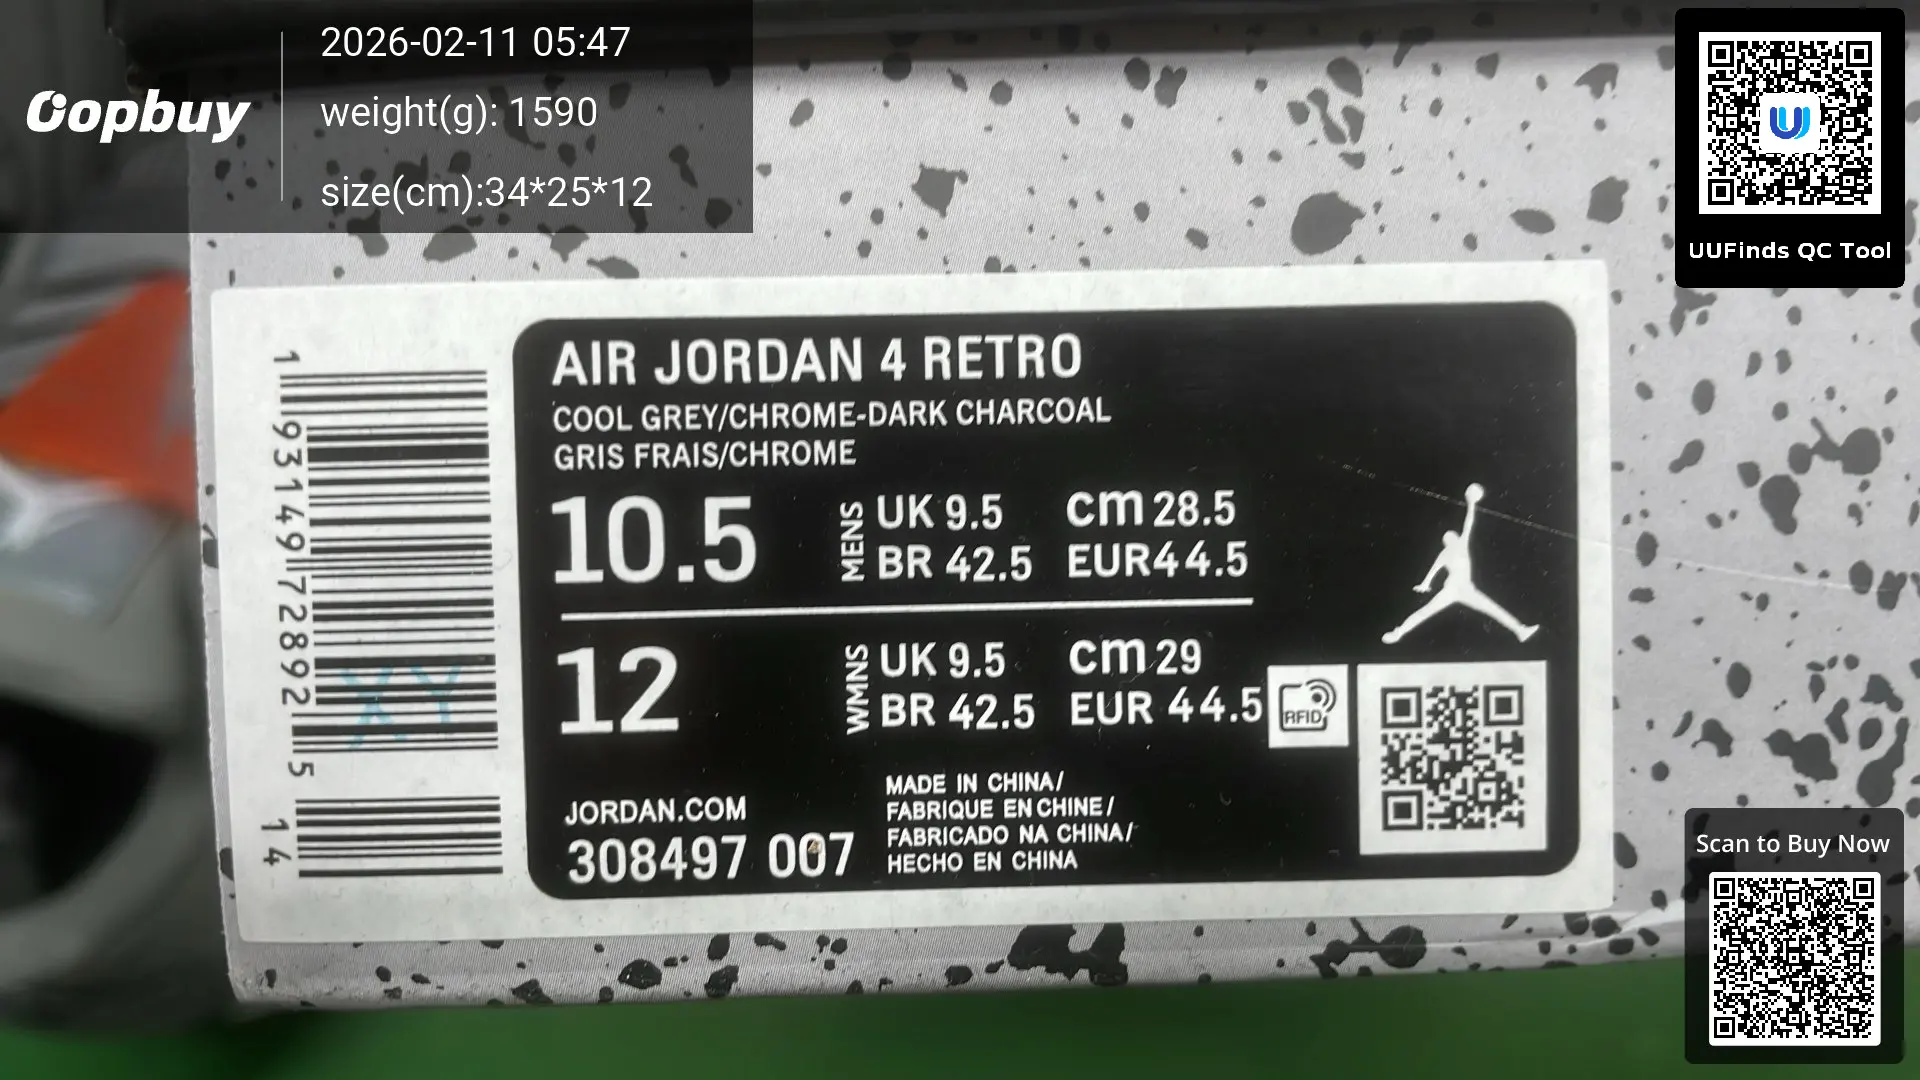 Oopbuy
2026-02-11 05:47
weight(g): 1590
size(cm):34*25*12
UUFinds QC Tool
AIR JORDAN 4 RETRO
COOL GREY/CHROME-DARK CHARCOAL
GRIS FRAIS/CHROME
10.5 MENS UK 9.5 cm 28.5
BR 42.5 EUR44.5
12 WMNS UK 9.5 cm 29
BR 42.5 EUR 44.5
RFID
JORDAN.COM
308497 007
MADE IN CHINA/
FABRIQUE EN CHINE/
FABRICADO NA CHINA/
HECHO EN CHINA
1 93149 72892 5
14
XY
Scan to Buy Now